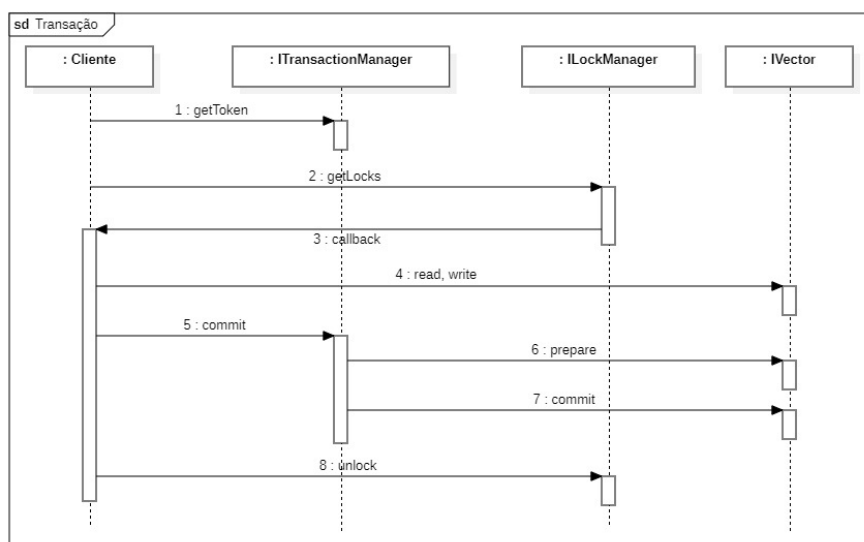 sd Transação
: Cliente
: ITransactionManager
: ILockManager
: IVector
1 : getToken
2 : getLocks
3 : callback
4 : read, write
5 : commit
6 : prepare
7 : commit
8 : unlock